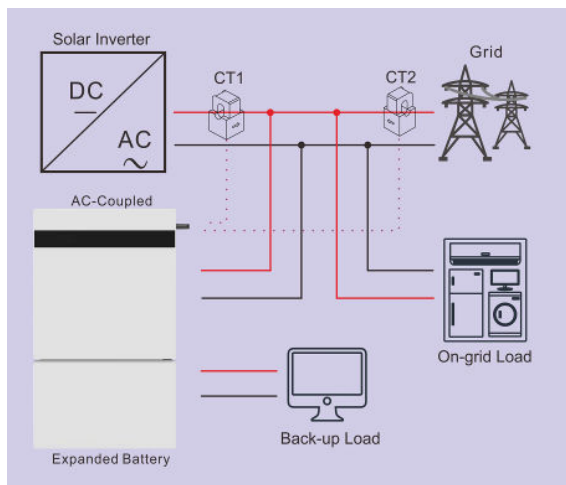 Solar Inverter
Grid
CT1
CT2
DC
AC
AC-Coupled
On-grid Load
Back-up Load
Expanded Battery